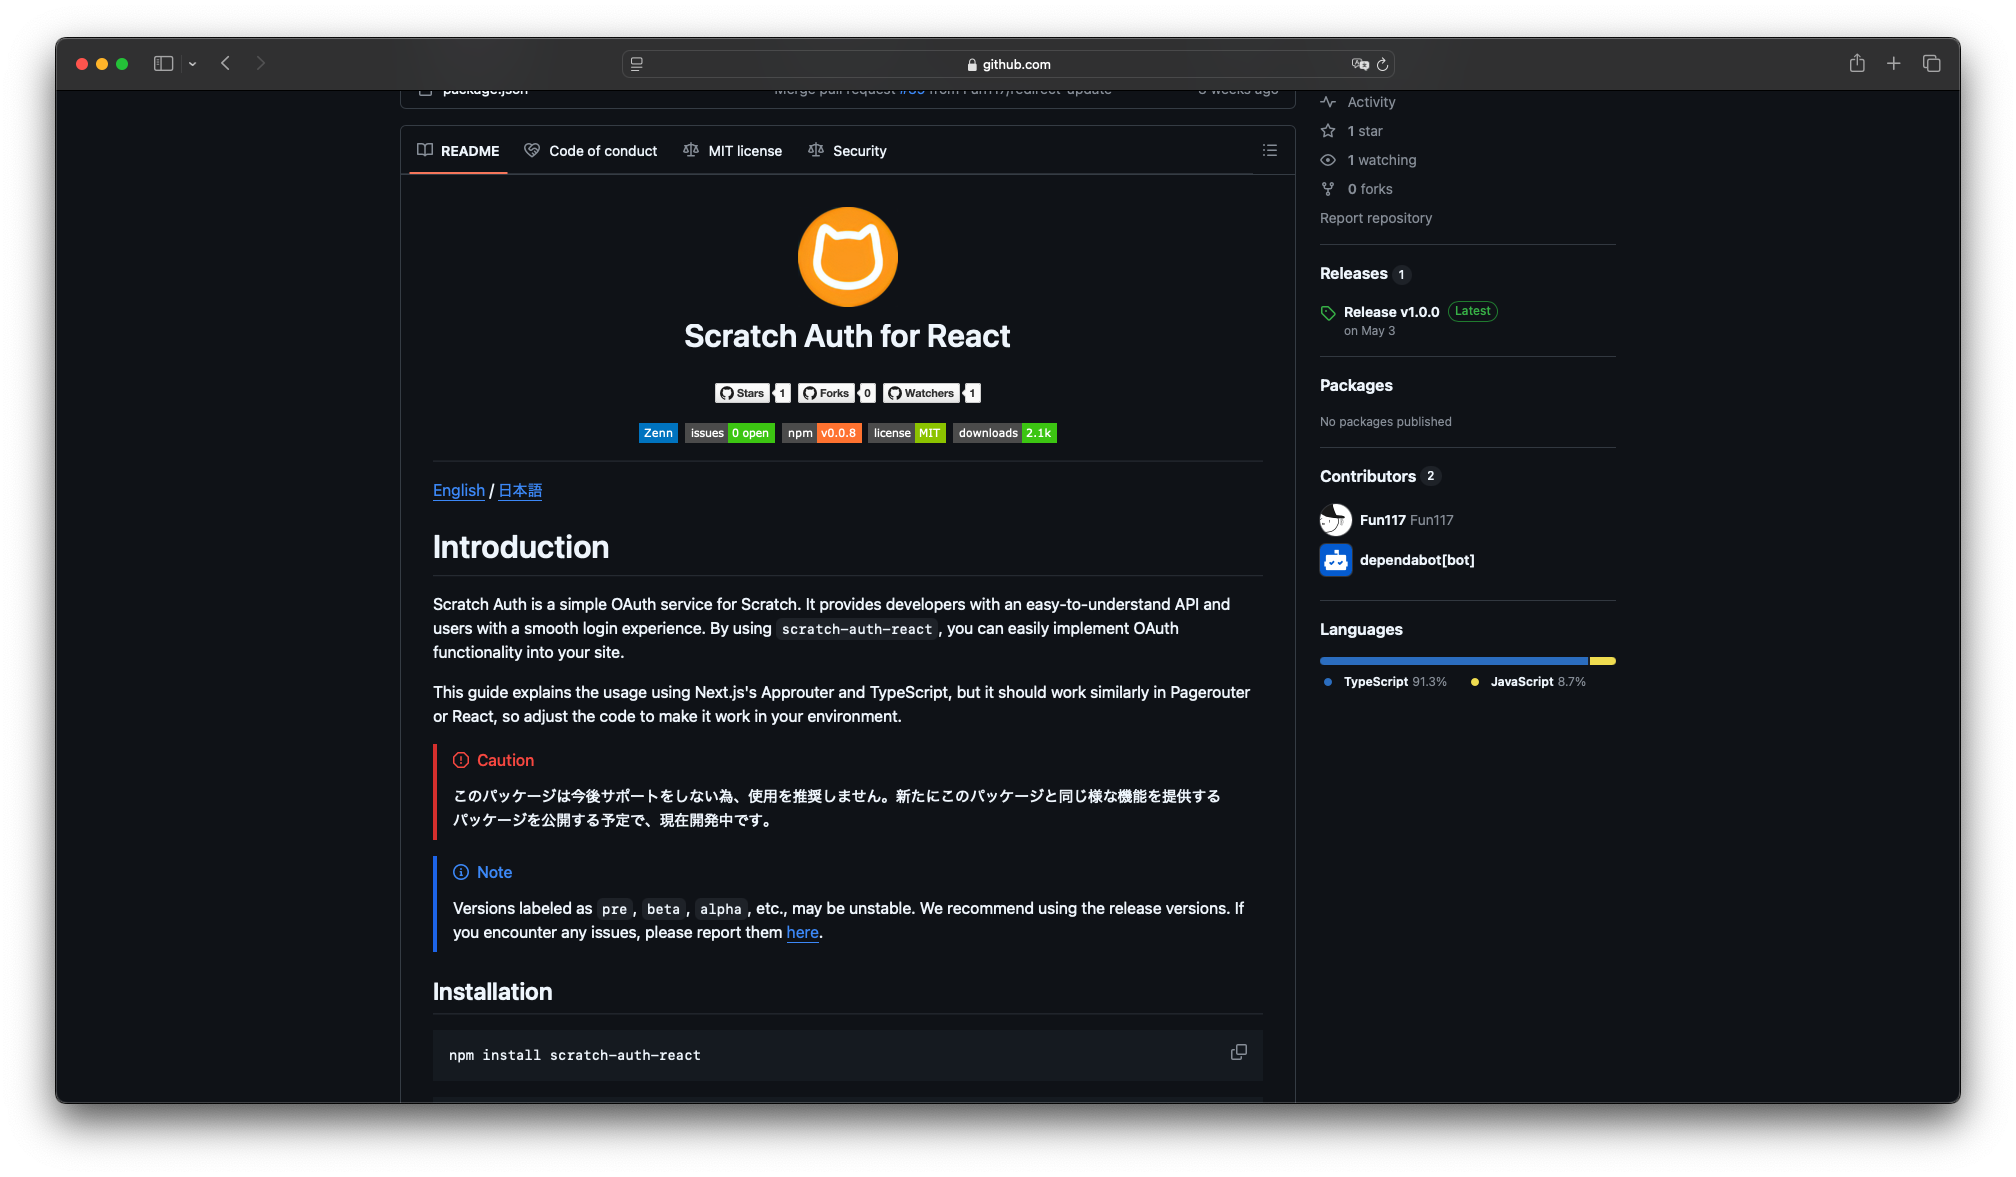 github.com
package.json Merge pull request #39 from Fun117/redirect-update 3 weeks ago
README Code of conduct MIT license Security
Scratch Auth for React
Stars 1 Forks 0 Watchers 1
Zenn issues 0 open npm v0.0.8 license MIT downloads 2.1k
English / 日本語
Introduction
Scratch Auth is a simple OAuth service for Scratch. It provides developers with an easy-to-understand API and
users with a smooth login experience. By using scratch-auth-react, you can easily implement OAuth
functionality into your site.
This guide explains the usage using Next.js's Approuter and TypeScript, but it should work similarly in Pagerouter
or React, so adjust the code to make it work in your environment.
Caution
このパッケージは今後サポートをしない為、使用を推奨しません。新たにこのパッケージと同じ様な機能を提供する
パッケージを公開する予定で、現在開発中です。
Note
Versions labeled as pre, beta, alpha, etc., may be unstable. We recommend using the release versions. If
you encounter any issues, please report them here.
Installation
npm install scratch-auth-react
Activity
1 star
1 watching
0 forks
Report repository
Releases 1
Release v1.0.0 Latest
on May 3
Packages
No packages published
Contributors 2
Fun117 Fun117
dependabot[bot]
Languages
TypeScript 91.3% JavaScript 8.7%